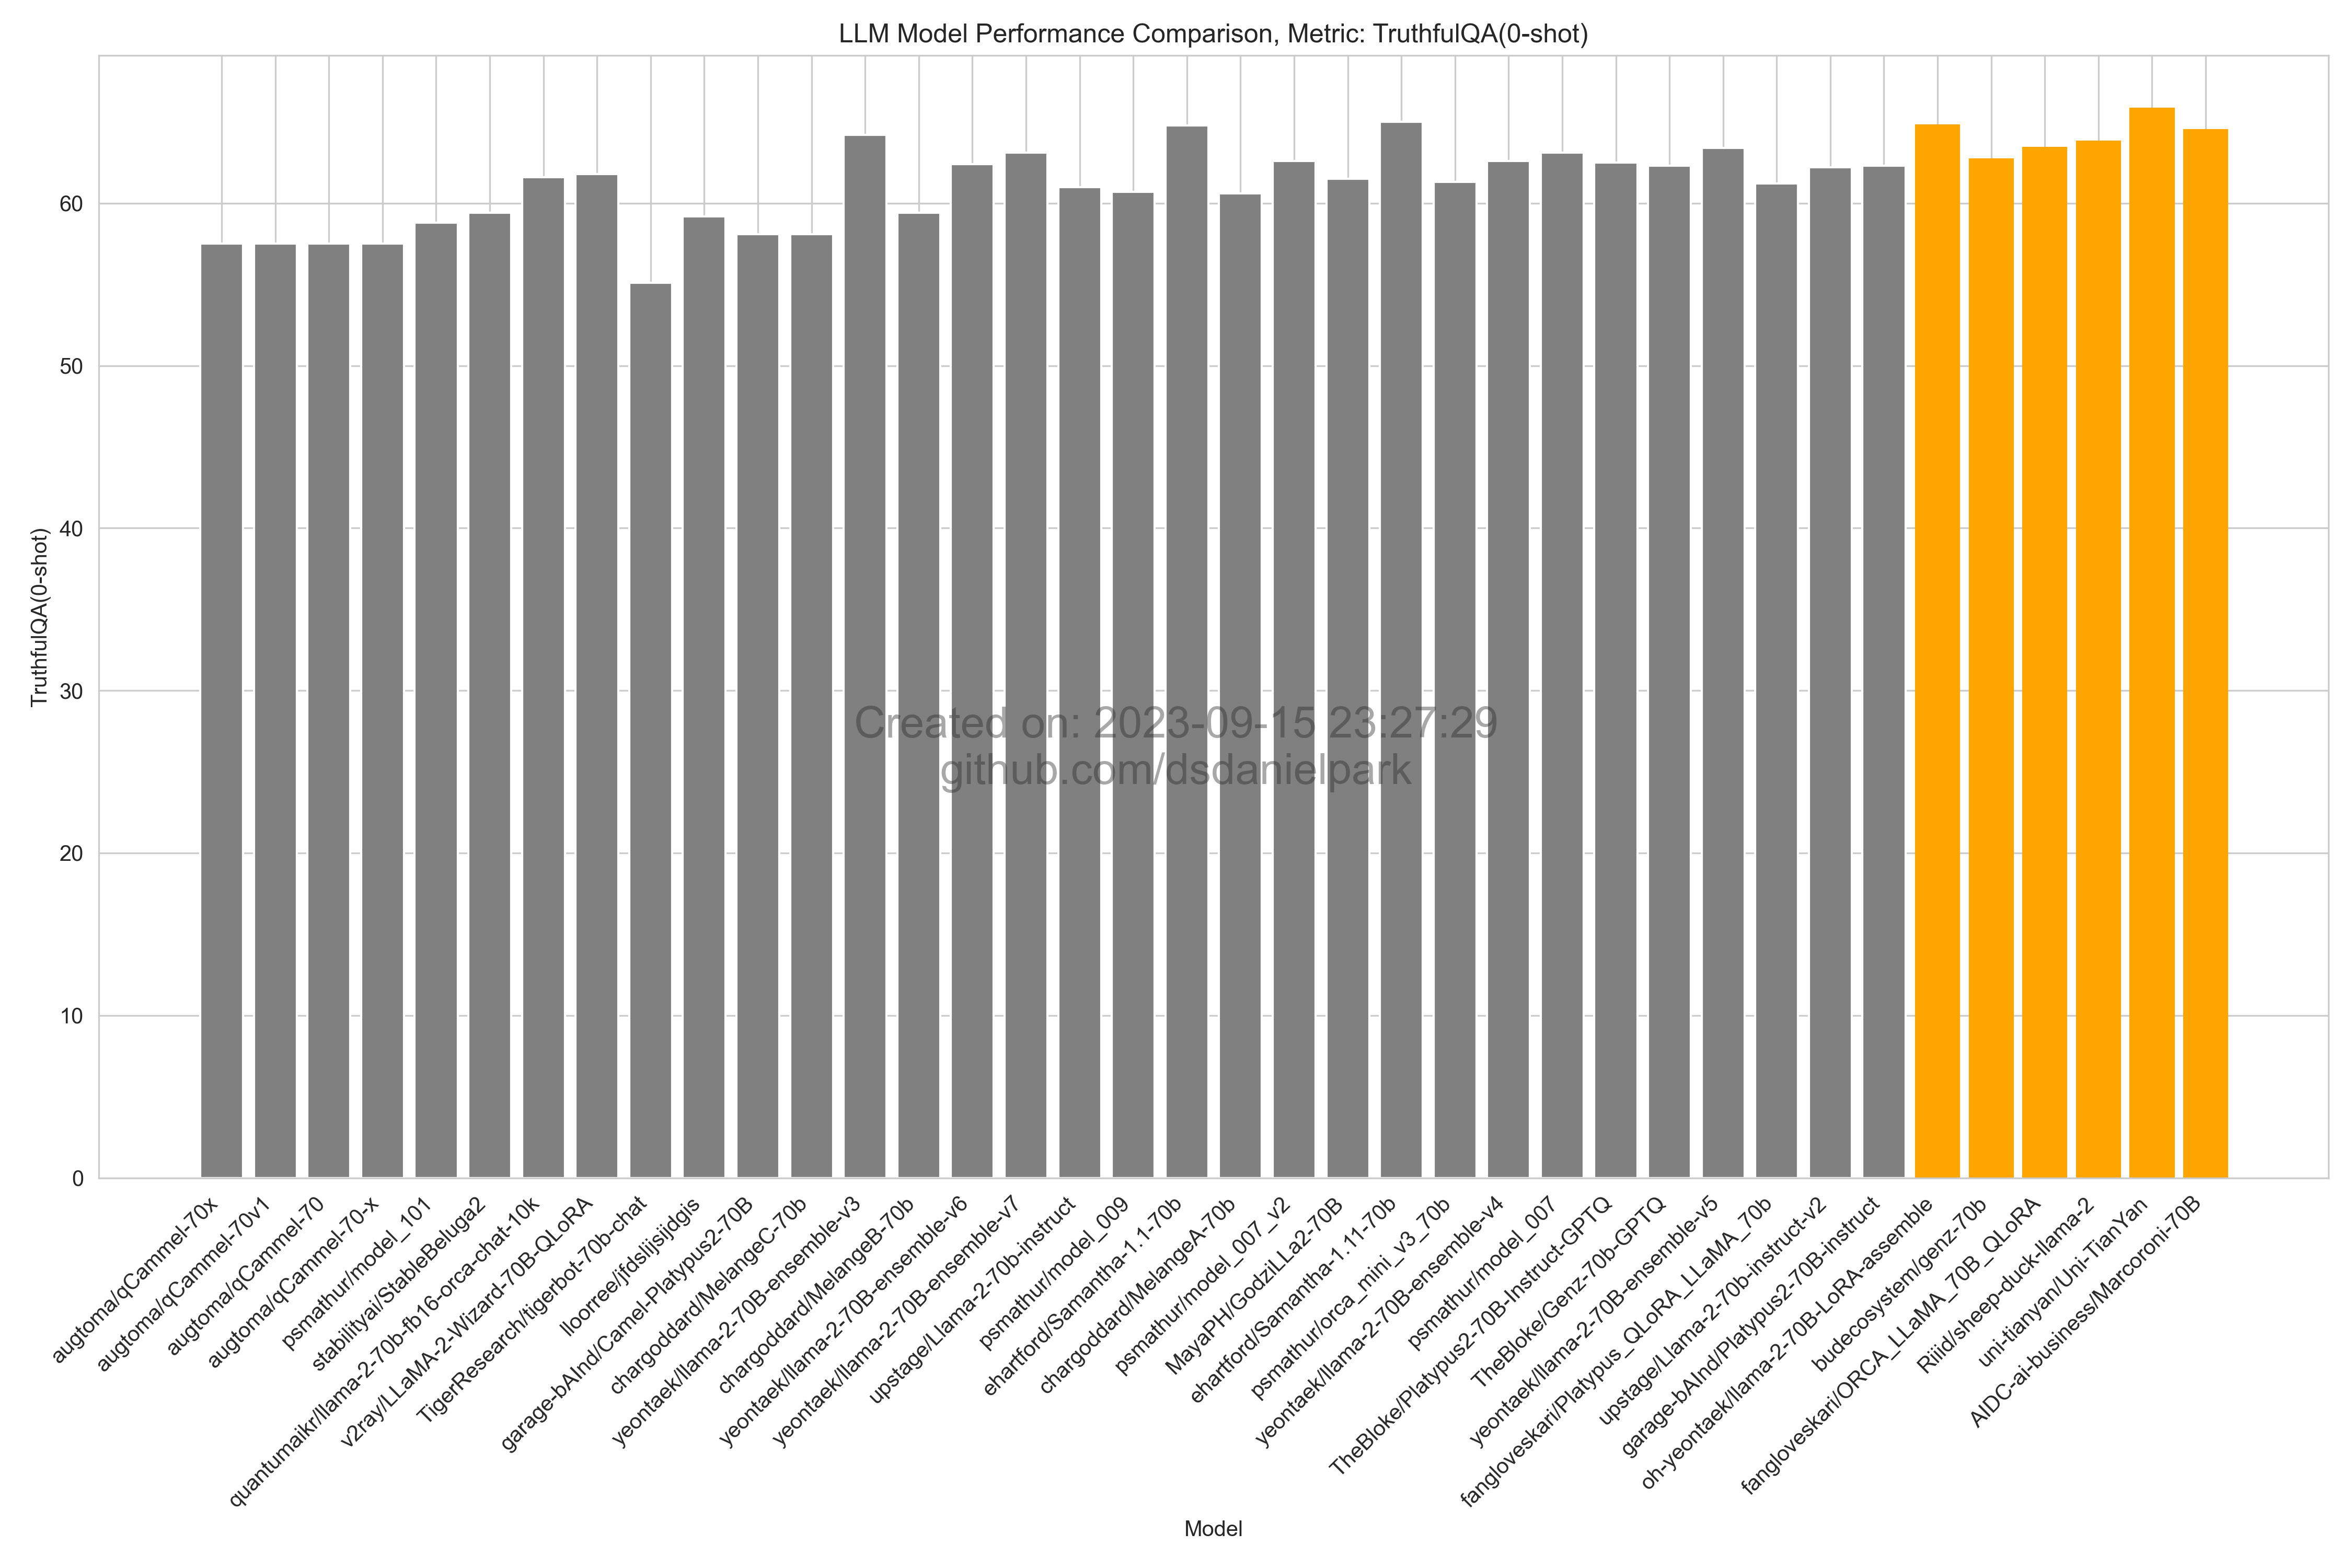 LLM Model Performance Comparison, Metric: TruthfulQA(0-shot)
TruthfulQA(0-shot)
60
50
40
30
20
10
0
Created on: 2023-09-15 23:27:29
github.com/dsdanielpark
augtoma/qCammel-70x
augtoma/qCammel-70v1
augtoma/qCammel-70
augtoma/qCammel-70-x
psmathur/model_101
stabilityai/StableBeluga2
quantumaikr/llama-2-70b-fb16-orca-chat-10k
v2ray/LLaMA-2-Wizard-70B-QLoRA
TigerResearch/tigerbot-70b-chat
lloorree/jfdslijsijdgis
garage-bAInd/Camel-Platypus2-70B
chargoddard/MelangeC-70b
yeontaek/llama-2-70B-ensemble-v3
chargoddard/MelangeB-70b
yeontaek/llama-2-70B-ensemble-v6
yeontaek/llama-2-70B-ensemble-v7
upstage/Llama-2-70b-instruct
psmathur/model_009
ehartford/Samantha-1.1-70b
chargoddard/MelangeA-70b
psmathur/model_007_v2
MayaPH/GodziLLa2-70B
ehartford/Samantha-1.11-70b
psmathur/orca_mini_v3_70b
yeontaek/llama-2-70B-ensemble-v4
psmathur/model_007
TheBloke/Platypus2-70B-Instruct-GPTQ
TheBloke/Genz-70b-GPTQ
yeontaek/llama-2-70B-ensemble-v5
fangloveskari/Platypus_QLoRA_LLaMA_70b
upstage/Llama-2-70b-instruct-v2
garage-bAInd/Platypus2-70B-instruct
oh-yeontaek/llama-2-70B-LoRA-assemble
budecosystem/genz-70b
fangloveskari/ORCA_LLaMA_70B_QLoRA
Riiid/sheep-duck-llama-2
uni-tianyan/Uni-TianYan
AIDC-ai-business/Marcoroni-70B
Model